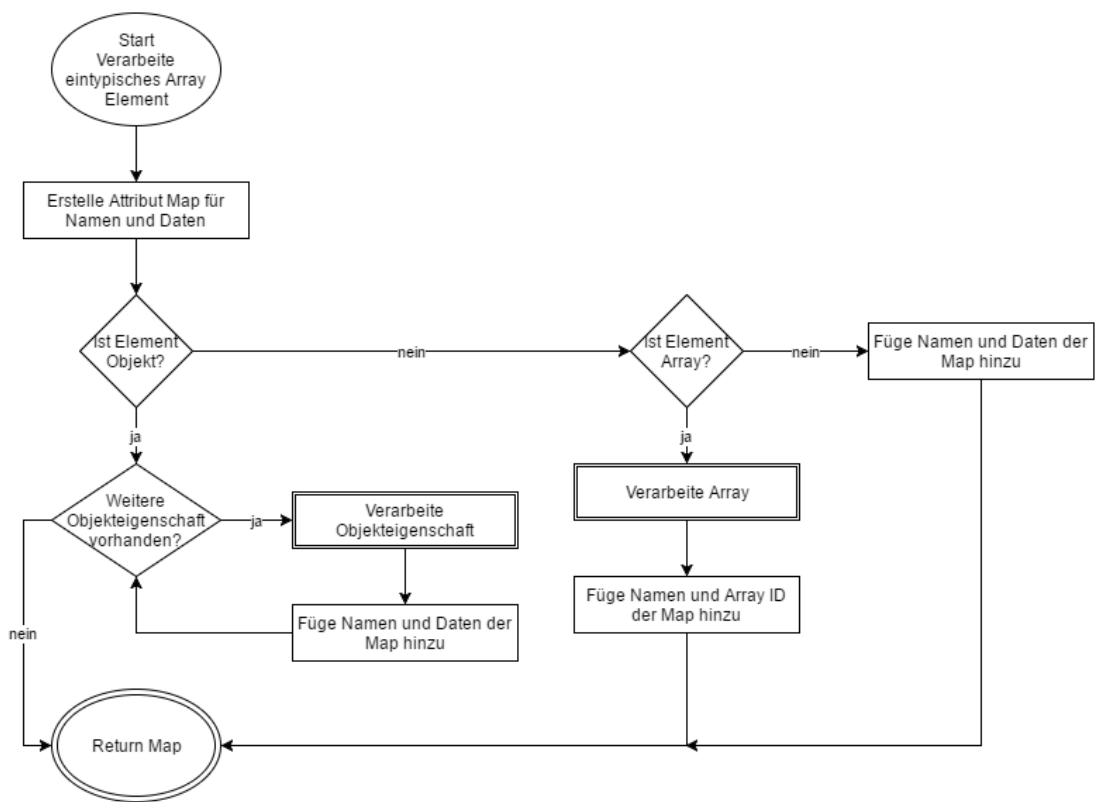 Start
Verarbeite
eintypisches Array
Element
Erstelle Attribut Map für
Namen und Daten
Ist Element
Objekt?
nein
Ist Element
Array?
nein
Füge Namen und Daten der
Map hinzu
ja
ja
Weitere
Objekteigenschaft
vorhanden?
ja
Verarbeite
Objekteigenschaft
Verarbeite Array
Füge Namen und Daten der
Map hinzu
Füge Namen und Array ID
der Map hinzu
nein
Return Map